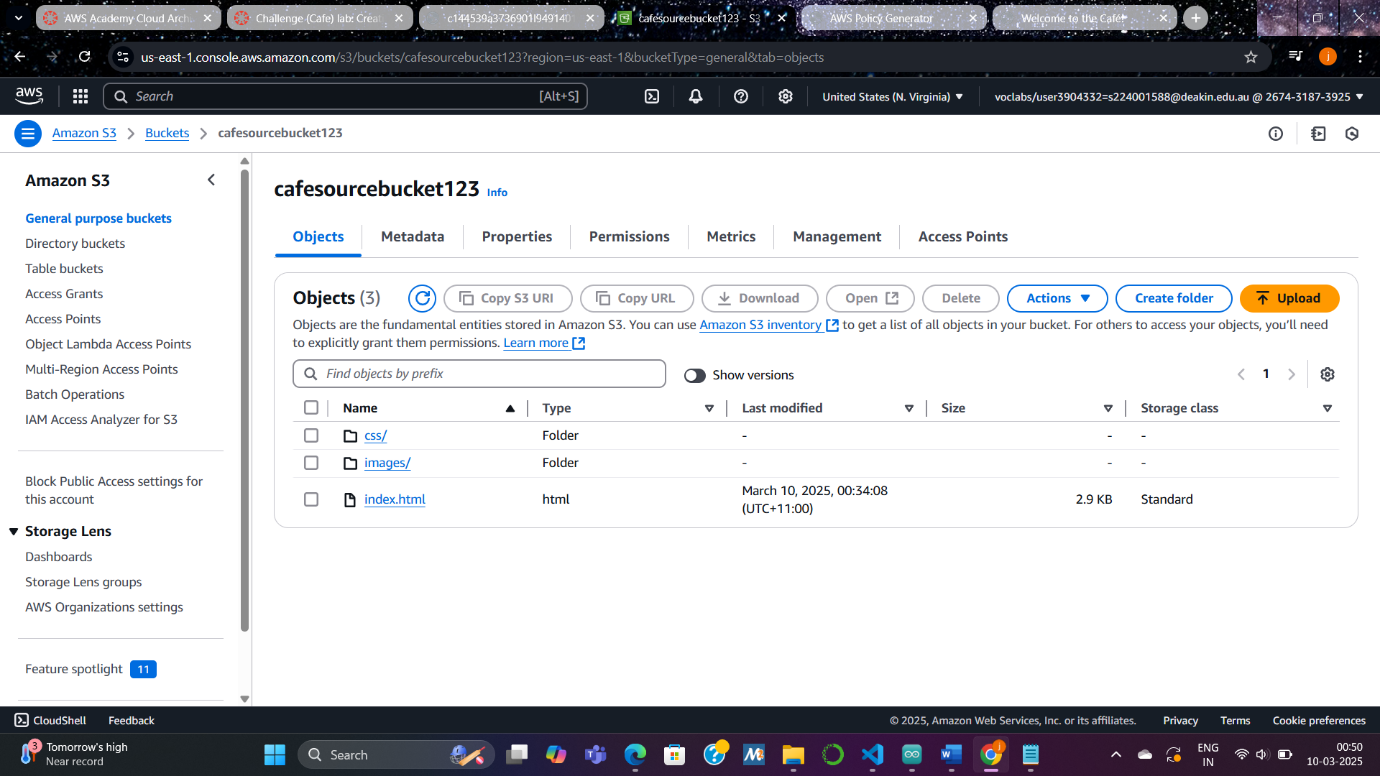 AWS Academy Cloud Arch
Challenge (Cafe) lab: Creat
c144539a3736901l949140
cafesourcebucket123 - S3
AWS Policy Generator
Welcome to the Café!
us-east-1.console.aws.amazon.com/s3/buckets/cafesourcebucket123?region=us-east-1&bucketType=general&tab=objects
j
aws
Search
[Alt+S]
United States (N. Virginia)
voclabs/user3904332=s224001588@deakin.edu.au @ 2674-3187-3925
Amazon S3
Buckets
cafesourcebucket123
Amazon S3
General purpose buckets
Directory buckets
Table buckets
Access Grants
Access Points
Object Lambda Access Points
Multi-Region Access Points
Batch Operations
IAM Access Analyzer for S3
Block Public Access settings for
this account
Storage Lens
Dashboards
Storage Lens groups
AWS Organizations settings
Feature spotlight 11
cafesourcebucket123 Info
Objects
Metadata
Properties
Permissions
Metrics
Management
Access Points
Objects (3)
Copy S3 URI
Copy URL
Download
Open
Delete
Actions
Create folder
Upload
Objects are the fundamental entities stored in Amazon S3. You can use Amazon S3 inventory to get a list of all objects in your bucket. For others to access your objects, you'll need
to explicitly grant them permissions. Learn more
Find objects by prefix
Show versions
1
Name Type Last modified Size Storage class
css/ Folder - - -
images/ Folder - - -
index.html html March 10, 2025, 00:34:08 (UTC+11:00) 2.9 KB Standard
CloudShell
Feedback
© 2025, Amazon Web Services, Inc. or its affiliates.
Privacy
Terms
Cookie preferences
3
Tomorrow's high
Near record
Search
j
ENG
IN
00:50
10-03-2025